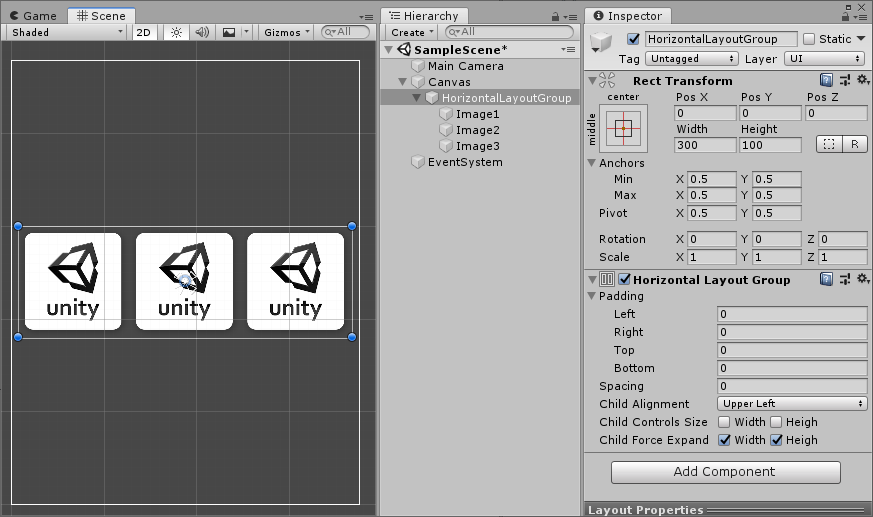 Game
Scene
Shaded
2D
Gizmos
All
unity
unity
unity
Hierarchy
Create
All
SampleScene*
Main Camera
Canvas
HorizontalLayoutGroup
Image1
Image2
Image3
EventSystem
Inspector
HorizontalLayoutGroup
Static
Tag Untagged Layer UI
Rect Transform
center
middle
Pos X Pos Y Pos Z
0 0 0
Width Height
300 100
R
Anchors
Min X 0.5 Y 0.5
Max X 0.5 Y 0.5
Pivot X 0.5 Y 0.5
Rotation X 0 Y 0 Z 0
Scale X 1 Y 1 Z 1
Horizontal Layout Group
Padding
Left 0
Right 0
Top 0
Bottom 0
Spacing 0
Child Alignment Upper Left
Child Controls Size Width Heigh
Child Force Expand Width Heigh
Add Component
Layout Properties